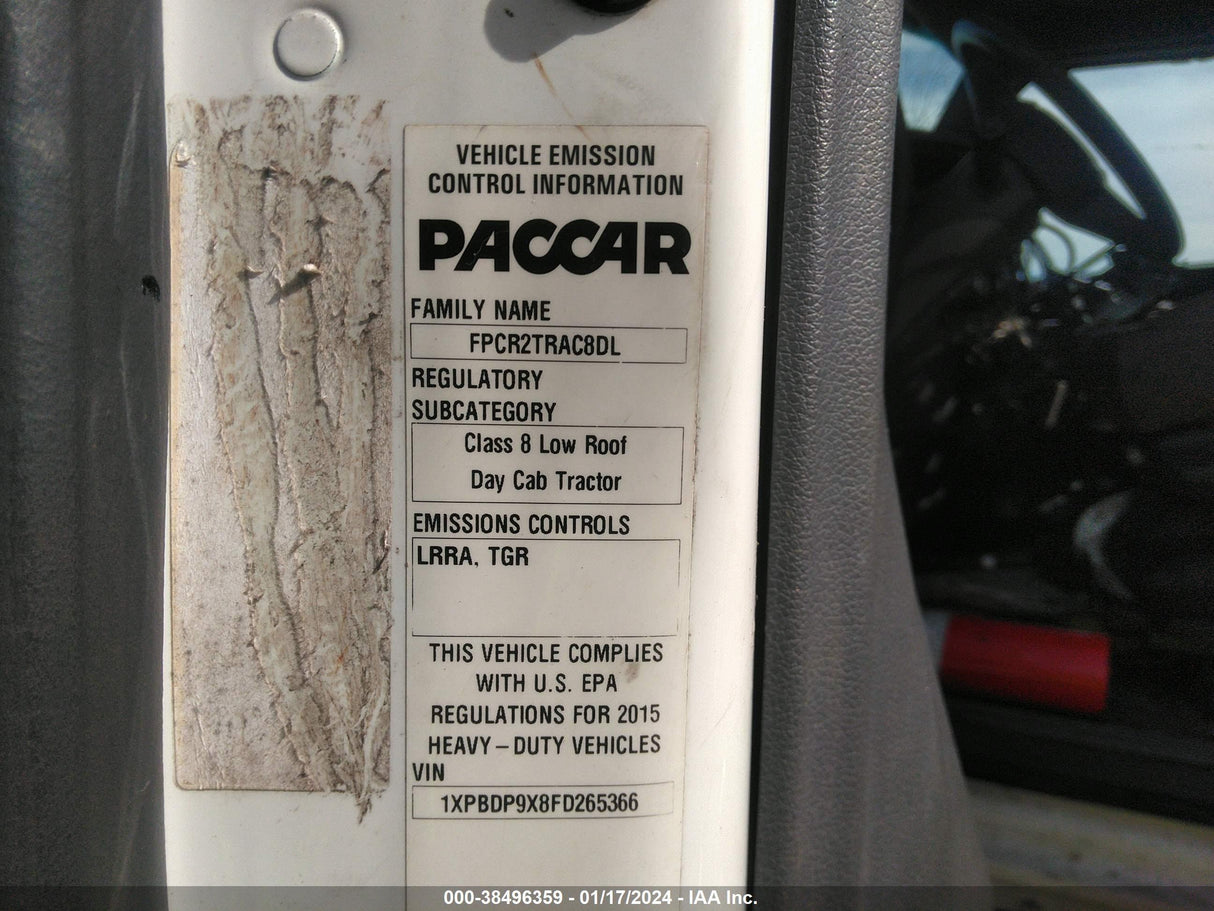 VEHICLE EMISSION
CONTROL INFORMATION
PACCAR
FAMILY NAME
FPCR2TRAC8DL
REGULATORY
SUBCATEGORY
Class 8 Low Roof
Day Cab Tractor
EMISSIONS CONTROLS
LRRA, TGR
THIS VEHICLE COMPLIES
WITH U.S. EPA
REGULATIONS FOR 2015
HEAVY-DUTY VEHICLES
VIN
1XPBDP9X8FD265366
000-38496359 - 01/17/2024 - IAA Inc.